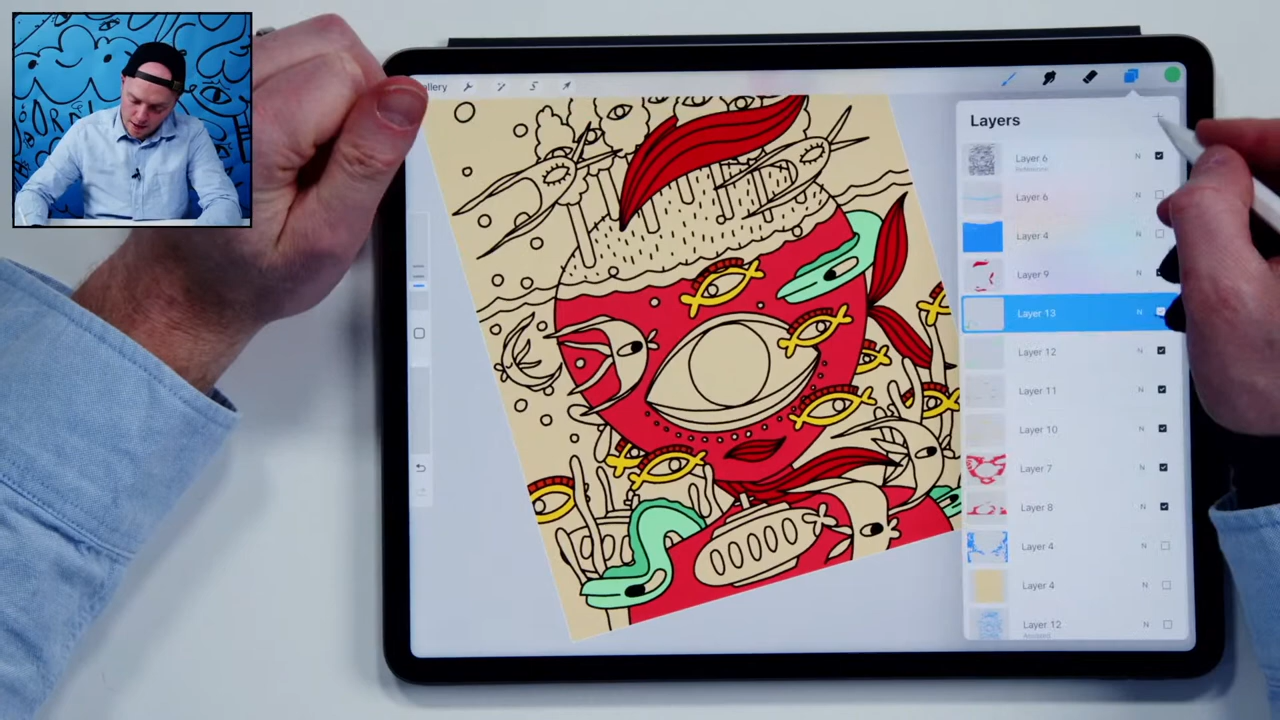 allery
Layers
Layer 6
N
Reference
Layer 6
N
Layer 4
N
Layer 9
N
Layer 13
N
Layer 12
N
Layer 11
N
Layer 10
N
Layer 7
N
Layer 8
N
Layer 4
N
Layer 4
N
Layer 12
N